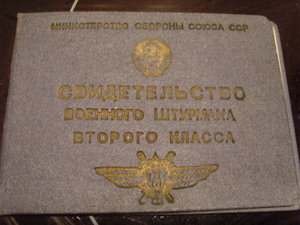 МИНИСТЕРСТВО ОБОРОНЫ СОЮЗА ССР
СВИДЕТЕЛЬСТВО
ВОЕННОГО ШТУРМАНА
ВТОРОГО КЛАССА